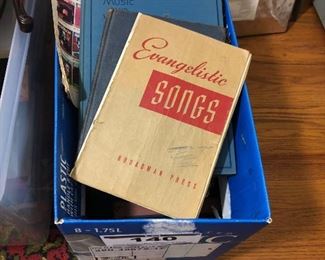 Music
Evangelistic
SONGS
BROADMAN PRESS
PLASTIC
8 - 1.75L
140